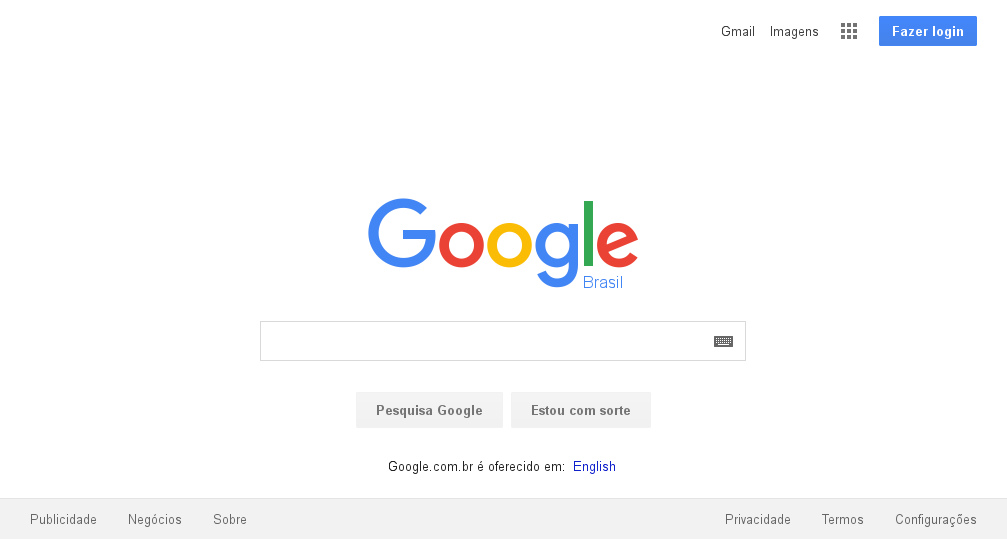 Gmail Imagens Fazer login
Google
Brasil
Pesquisa Google Estou com sorte
Google.com.br é oferecido em: English
Publicidade Negócios Sobre Privacidade Termos Configurações